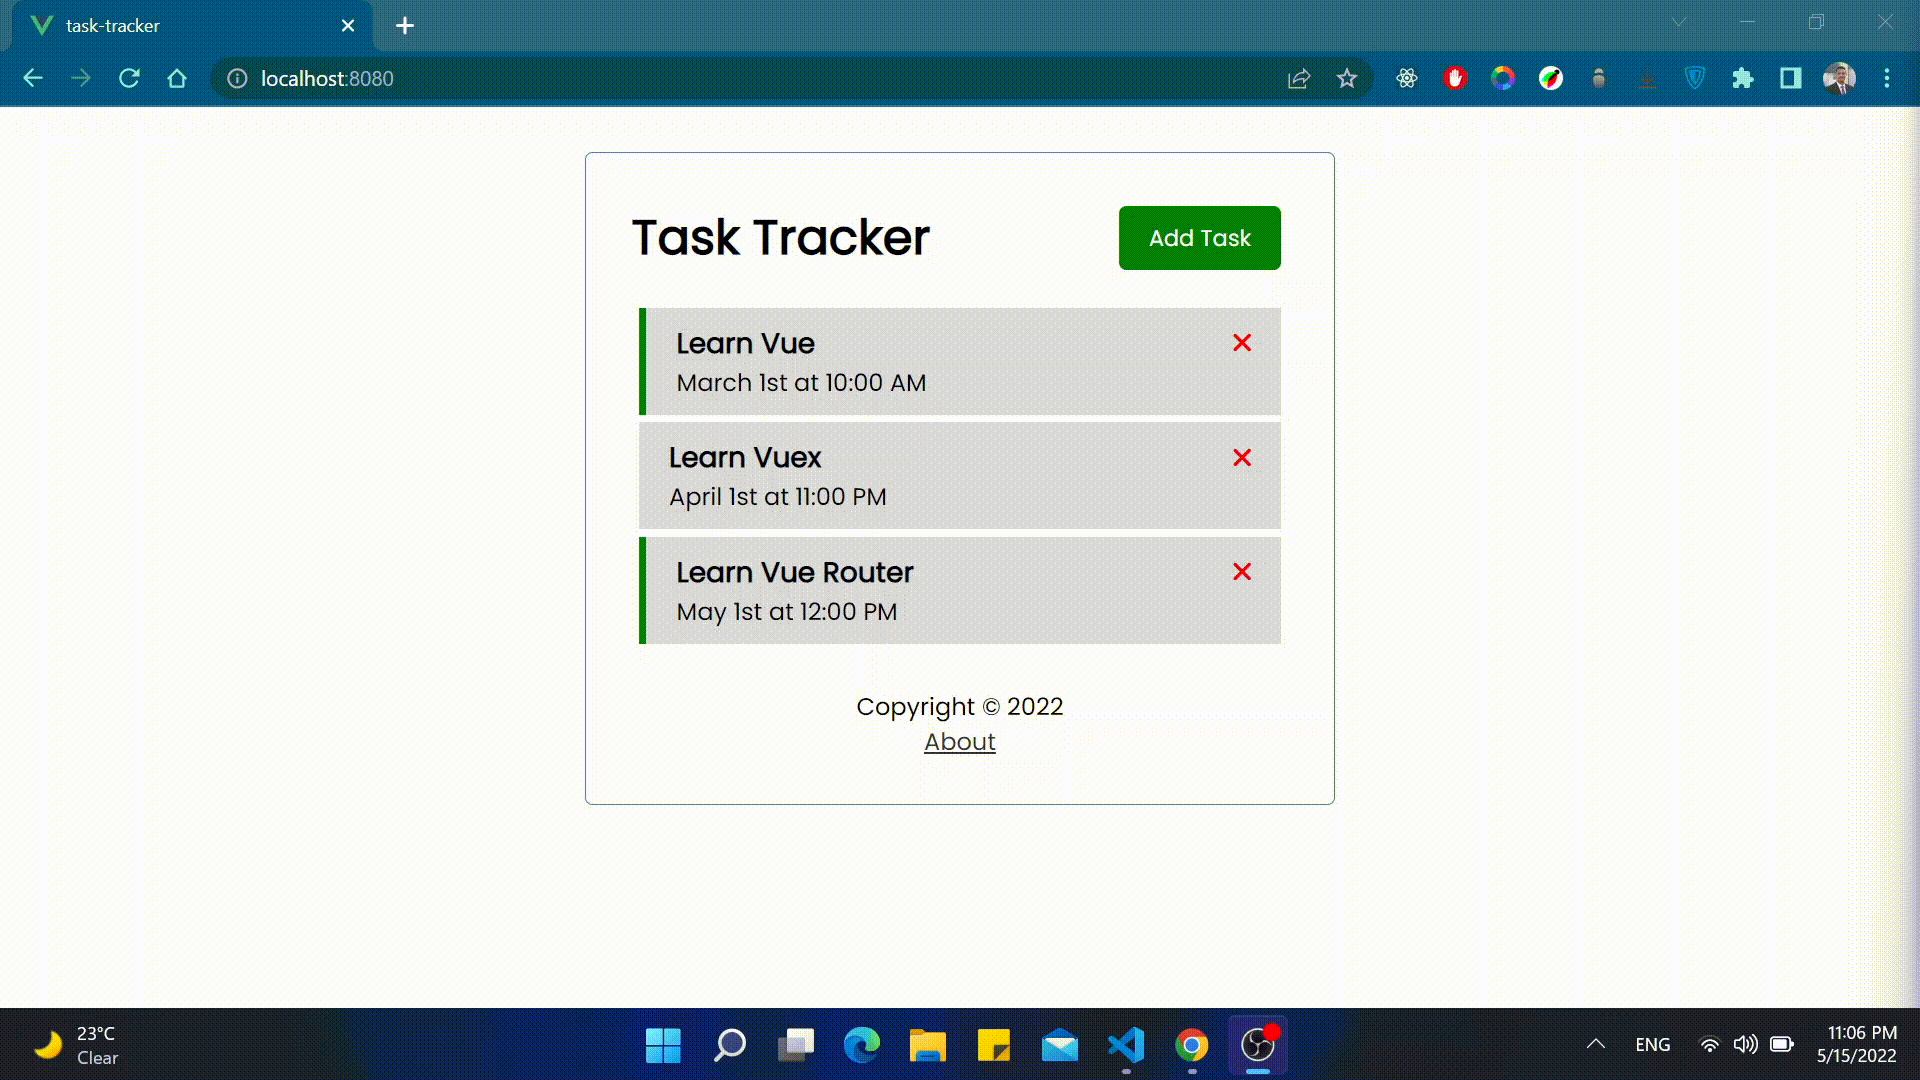 task-tracker
localhost:8080
Task Tracker
Add Task
Learn Vue
March 1st at 10:00 AM
Learn Vuex
April 1st at 11:00 PM
Learn Vue Router
May 1st at 12:00 PM
Copyright © 2022
About
23°C
Clear
ENG
11:06 PM
5/15/2022